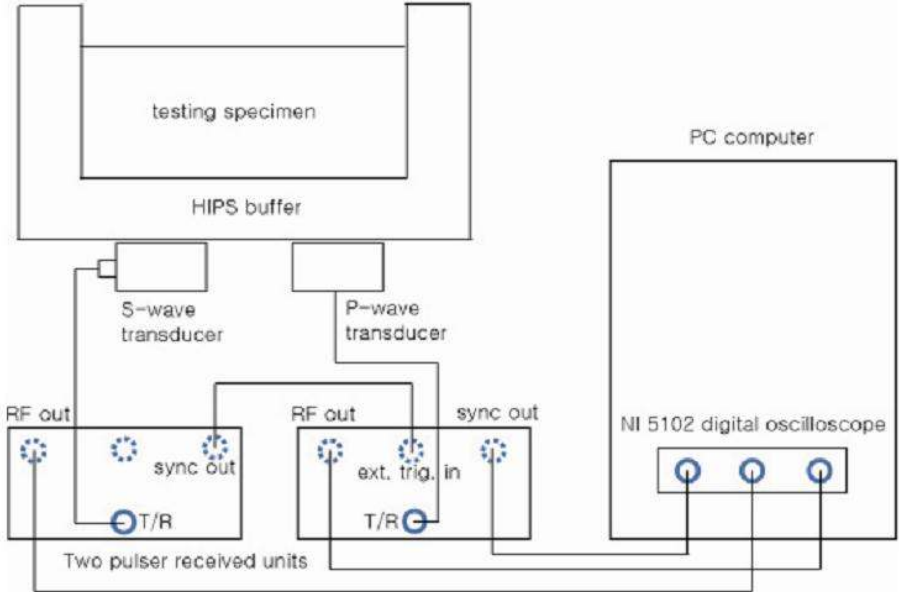 testing specimen
PC computer
HIPS buffer
S-wave
transducer
P-wave
transducer
RF out
RF out
sync out
NI 5102 digital oscilloscope
sync out
ext. trig. in
T/R
T/R
Two pulser received units